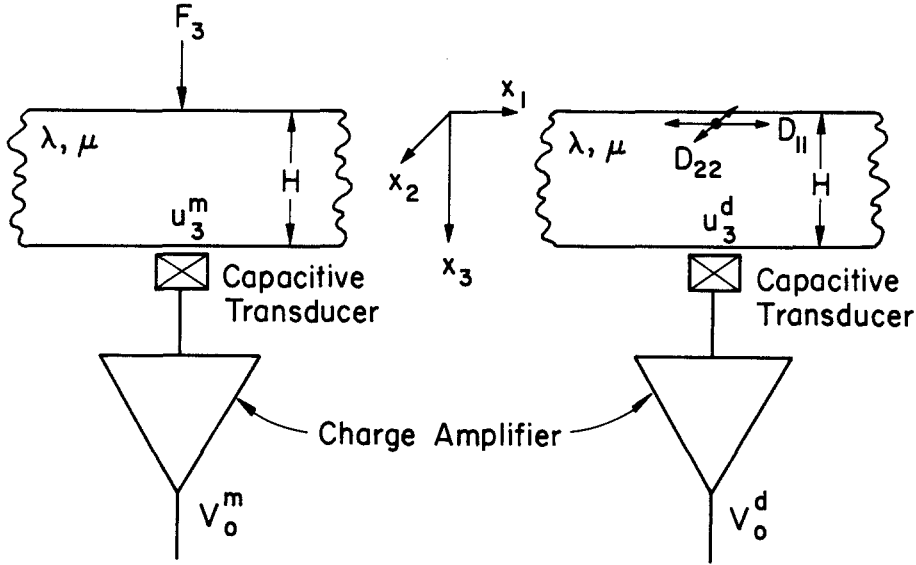 F₃
λ, μ
H
u₃ᵐ
Capacitive
Transducer
V₀ᵐ
x₁
x₂
x₃
Charge Amplifier
λ, μ
D₁₁
D₂₂
H
u₃ᵈ
Capacitive
Transducer
V₀ᵈ